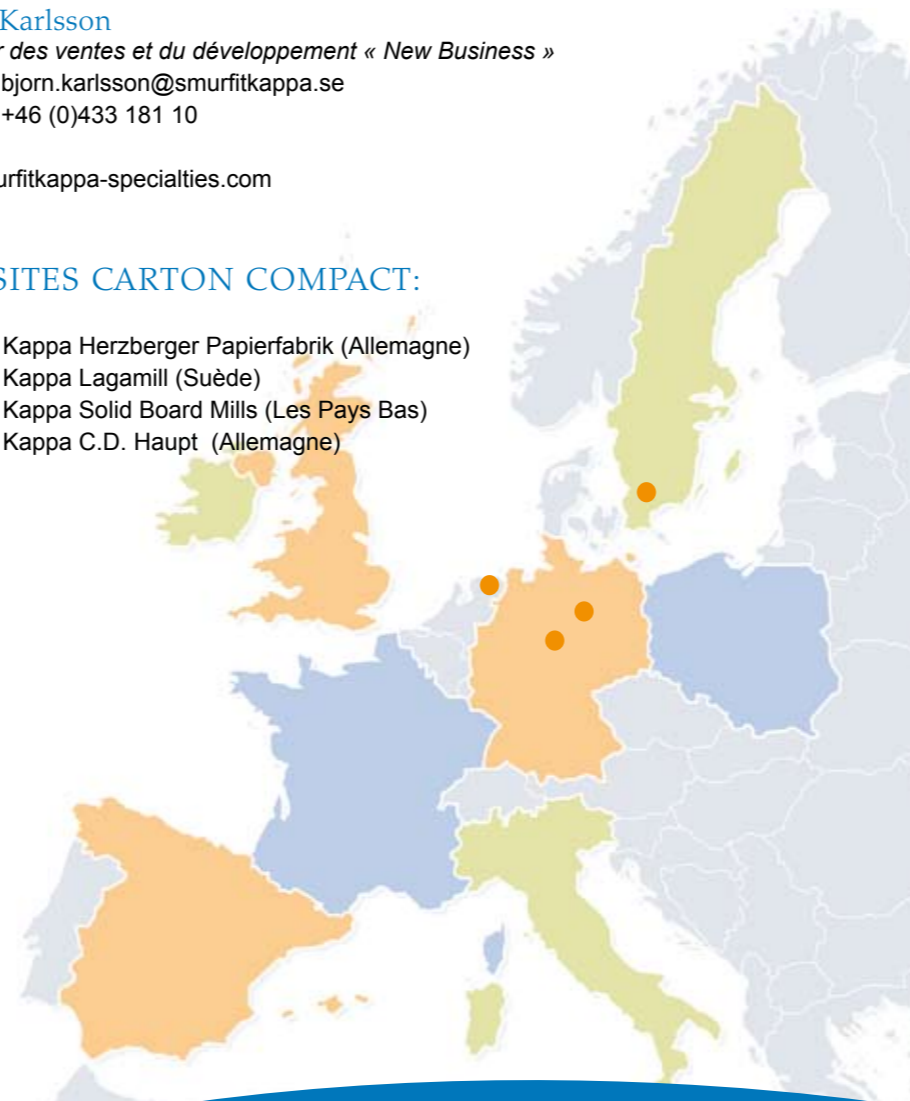 Karlsson
des ventes et du développement « New Business »
bjorn.karlsson@smurfitkappa.se
+46 (0)433 181 10
urfitkappa-specialties.com
SITES CARTON COMPACT:
Kappa Herzberger Papierfabrik (Allemagne)
Kappa Lagamill (Suède)
Kappa Solid Board Mills (Les Pays Bas)
Kappa C.D. Haupt (Allemagne)